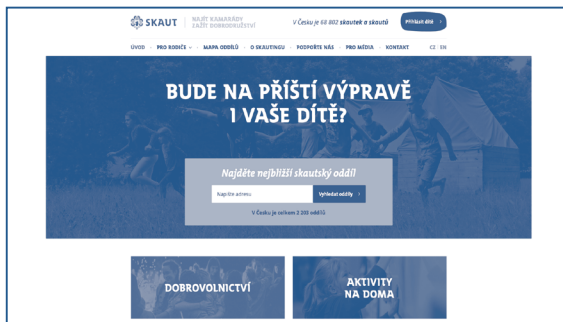 SKAUT
NAJÍT KAMARÁDY
ZAŽÍT DOBRODRUŽSTVÍ
V Česku je 68 802 skautek a skautů
Přihlásit dítě
ÚVOD
PRO RODIČE
MAPA ODDÍLŮ
O SKAUTINGU
PODPOŘTE NÁS
PRO MÉDIA
KONTAKT
CZ
EN
BUDE NA PŘÍŠTÍ VÝPRAVĚ
I VAŠE DÍTĚ?
Najděte nejbližší skautský oddíl
Napište adresu
Vyhledat oddíly
V Česku je celkem 2 203 oddílů
DOBROVOLNICTVÍ
AKTIVITY
NA DOMA